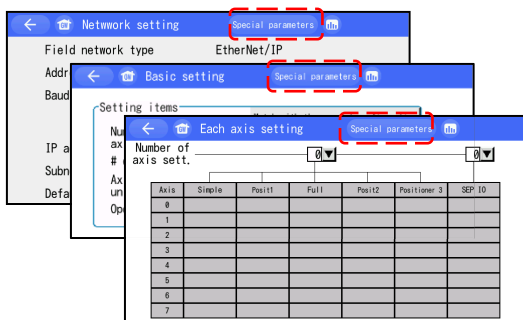 Netwwork setting
Special parameters
Field network type
EtherNet/IP
Addr
Baud
IP a
Subn
Defa
Basic setting
Special parameters
Setting items
Nu
ax
#
Ax
un
Op
Each axis setting
Special parameters
Number of
axis sett.
0
0
Axis Simple Posit1 Full Posit2 Positioner 3 SEP IO
0
1
2
3
4
5
6
7